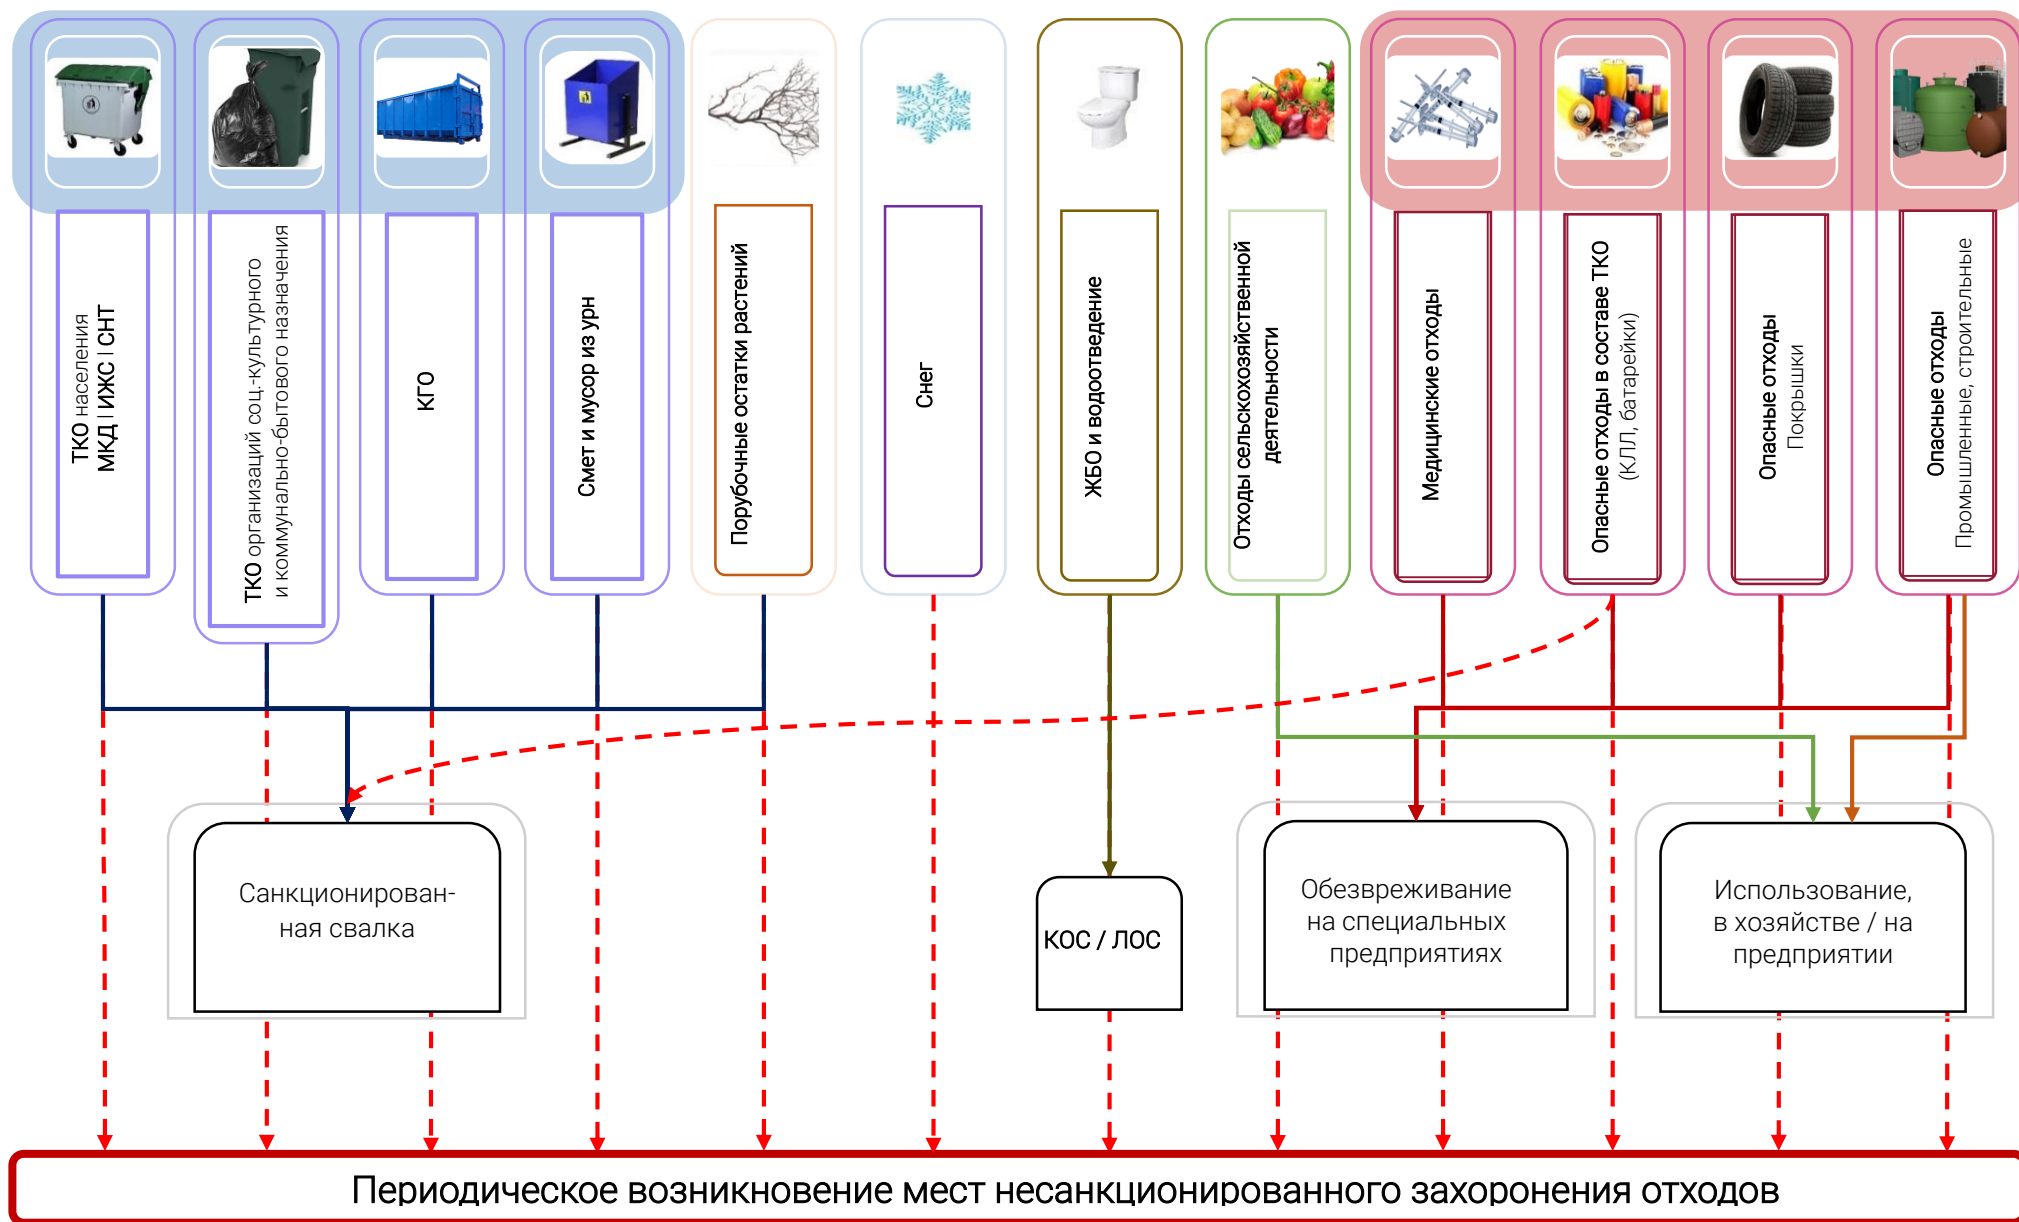 ТКО населения
МКД | ИЖС | СНТ
ТКО организаций соц.-культурного
и коммунально-бытового назначения
КГО
Смет и мусор из урн
Порубочные остатки растений
Снег
ЖБО и водоотведение
Отходы сельскохозяйственной
деятельности
Медицинские отходы
Опасные отходы в составе ТКО
(КЛЛ, батарейки)
Опасные отходы
Покрышки
Опасные отходы
Промышленные, строительные
Санкционирован-
ная свалка
КОС / ЛОС
Обезвреживание
на специальных
предприятиях
Использование,
в хозяйстве / на
предприятии
Периодическое возникновение мест несанкционированного захоронения отходов